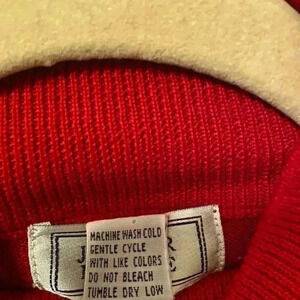 MACHINE WASH COLD
GENTLE CYCLE
WITH LIKE COLORS
DO NOT BLEACH
TUMBLE DRY LOW